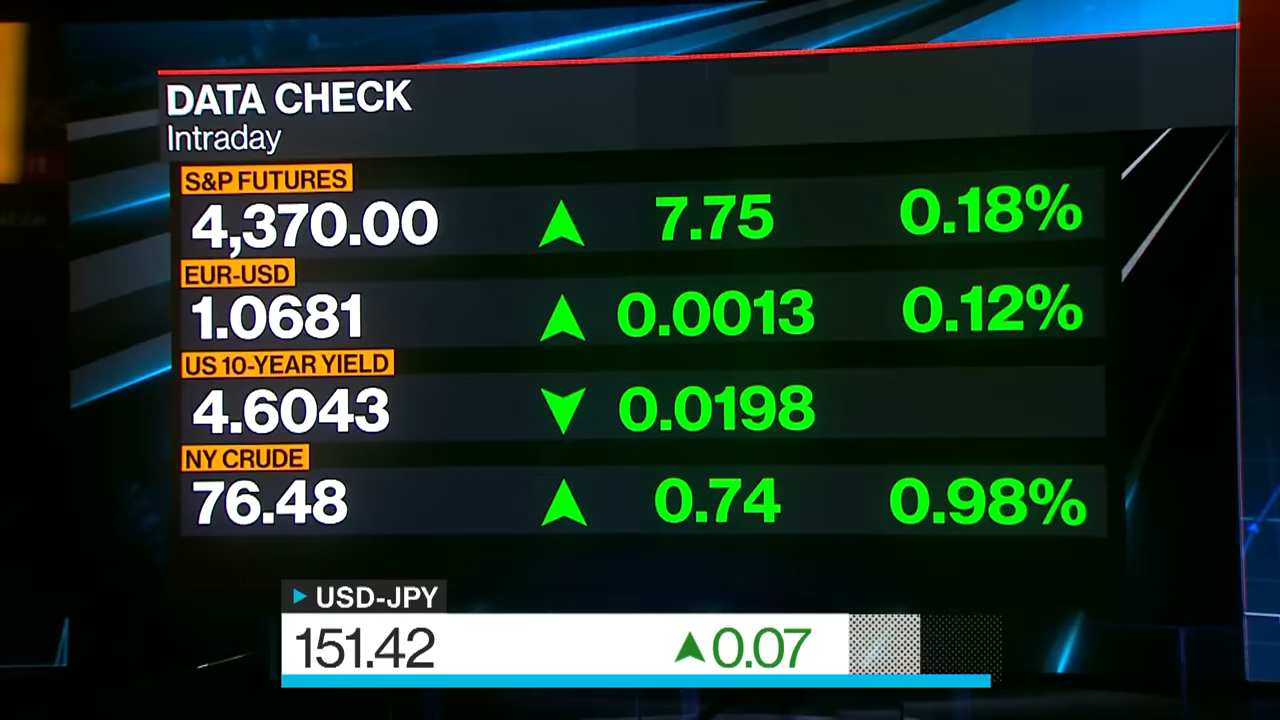 DATA CHECK
Intraday
S&P FUTURES
4,370.00 ▲ 7.75 0.18%
EUR-USD
1.0681 ▲ 0.0013 0.12%
US 10-YEAR YIELD
4.6043 ▼ 0.0198
NY CRUDE
76.48 ▲ 0.74 0.98%
▶ USD-JPY
151.42 ▲0.07